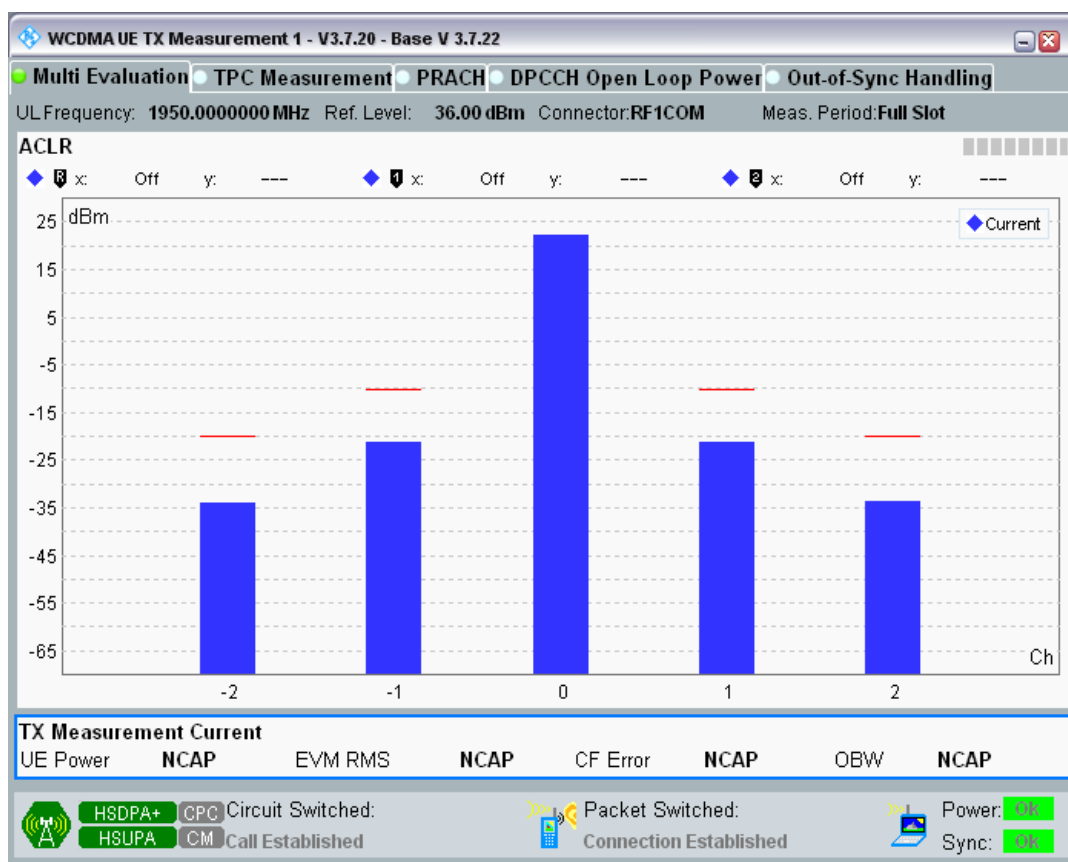 WCDMA UE TX Measurement 1 - V3.7.20 - Base V 3.7.22
Multi Evaluation TPC Measurement PRACH DPCCH Open Loop Power Out-of-Sync Handling
UL Frequency: 1950.0000000 MHz Ref. Level: 36.00 dBm Connector:RF1COM Meas. Period:Full Slot
ACLR
R x: Off y: --- 1 x: Off y: --- 2 x: Off y: ---
dBm
Current
25
15
5
-5
-15
-25
-35
-45
-55
-65
Ch
-2 -1 0 1 2
TX Measurement Current
UE Power NCAP EVM RMS NCAP CF Error NCAP OBW NCAP
HSDPA+ CPC Circuit Switched: Packet Switched: Power: OK
HSUPA CM Call Established Connection Established Sync: OK